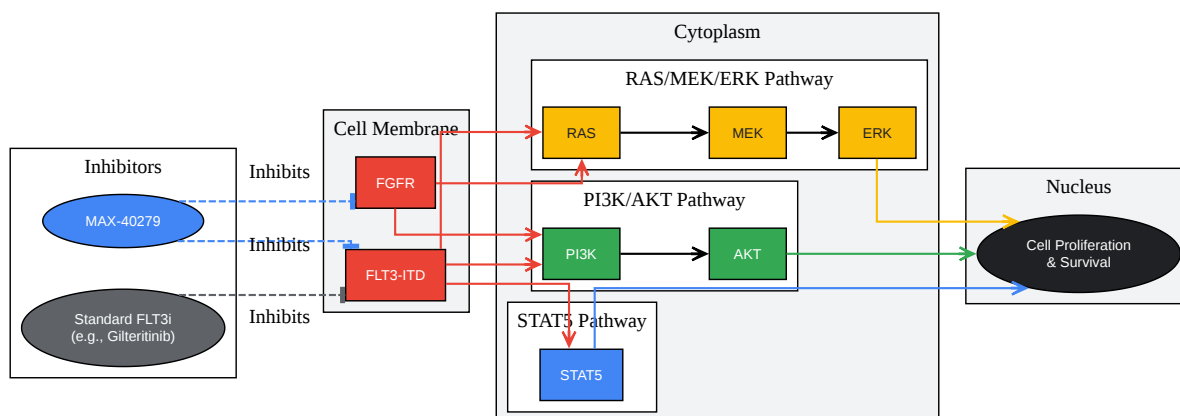 Inhibitors
MAX-40279
Standard FLT3i
(e.g., Gilteritinib)
Inhibits
Inhibits
Inhibits
Cell Membrane
FGFR
FLT3-ITD
Cytoplasm
RAS/MEK/ERK Pathway
RAS
MEK
ERK
PI3K/AKT Pathway
PI3K
AKT
STAT5 Pathway
STAT5
Nucleus
Cell Proliferation
& Survival